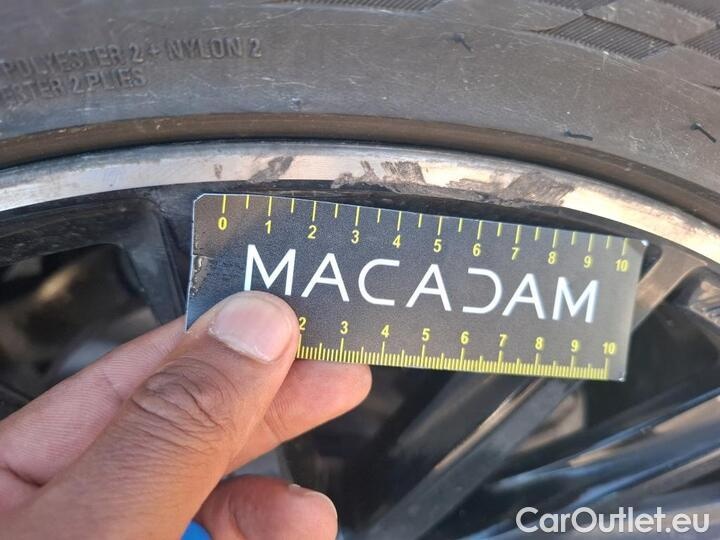 POLYESTER 2 + NYLON 2
ESTER 2 PLIES
0 1 2 3 4 5 6 7 8 9 10
MACADAM
2 3 4 5 6 7 8 9 10
CarOutlet.eu